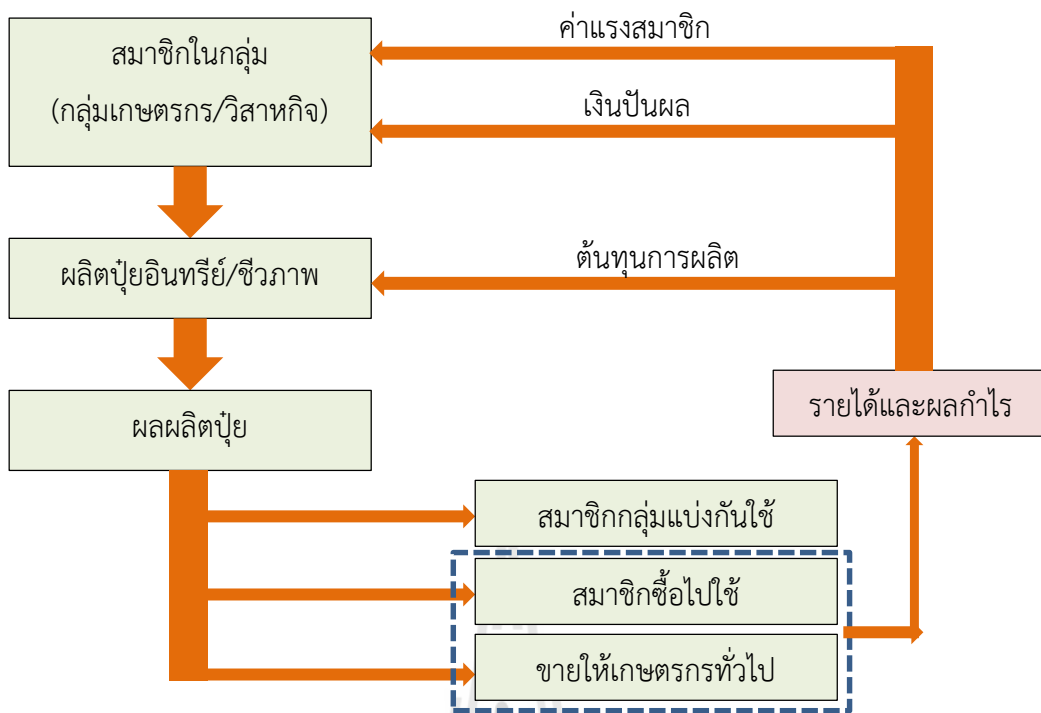 สมาชิกในกลุ่ม
(กลุ่มเกษตรกร/วิสาหกิจ)
ค่าแรงสมาชิก
เงินปันผล
ผลิตปุ๋ยอินทรีย์/ชีวภาพ
ต้นทุนการผลิต
ผลผลิตปุ๋ย
รายได้และผลกำไร
สมาชิกกลุ่มแบ่งกันใช้
สมาชิกซื้อไปใช้
ขายให้เกษตรกรทั่วไป